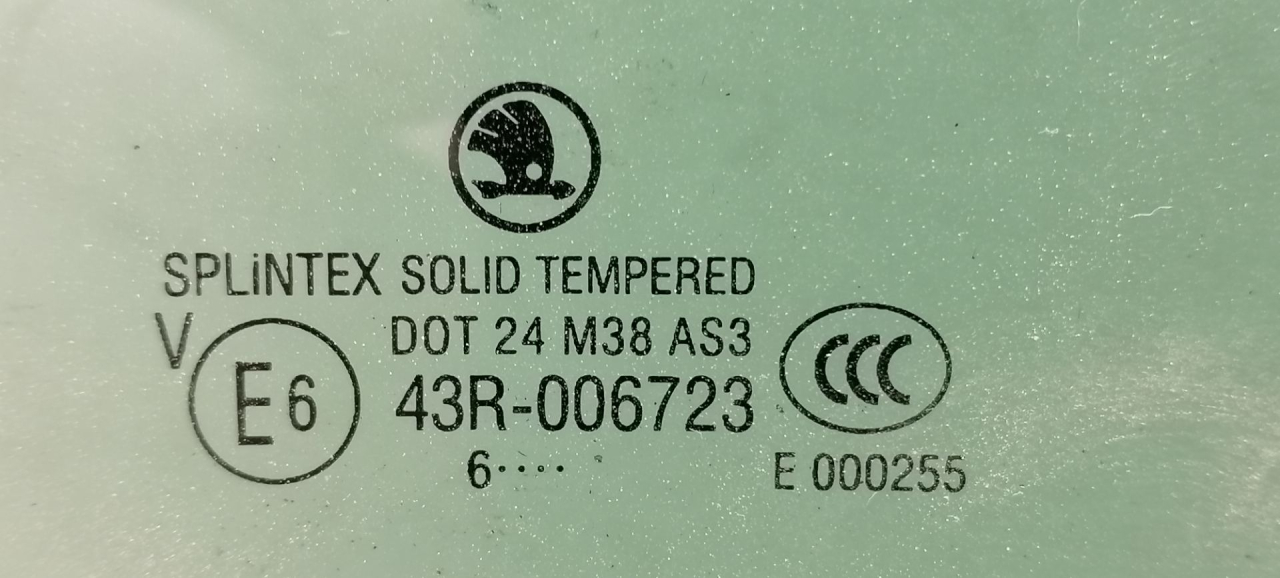 SPLiNTEX SOLID TEMPERED
V
DOT 24 M38 AS3
E6
43R-006723
CCC
6····
E 000255